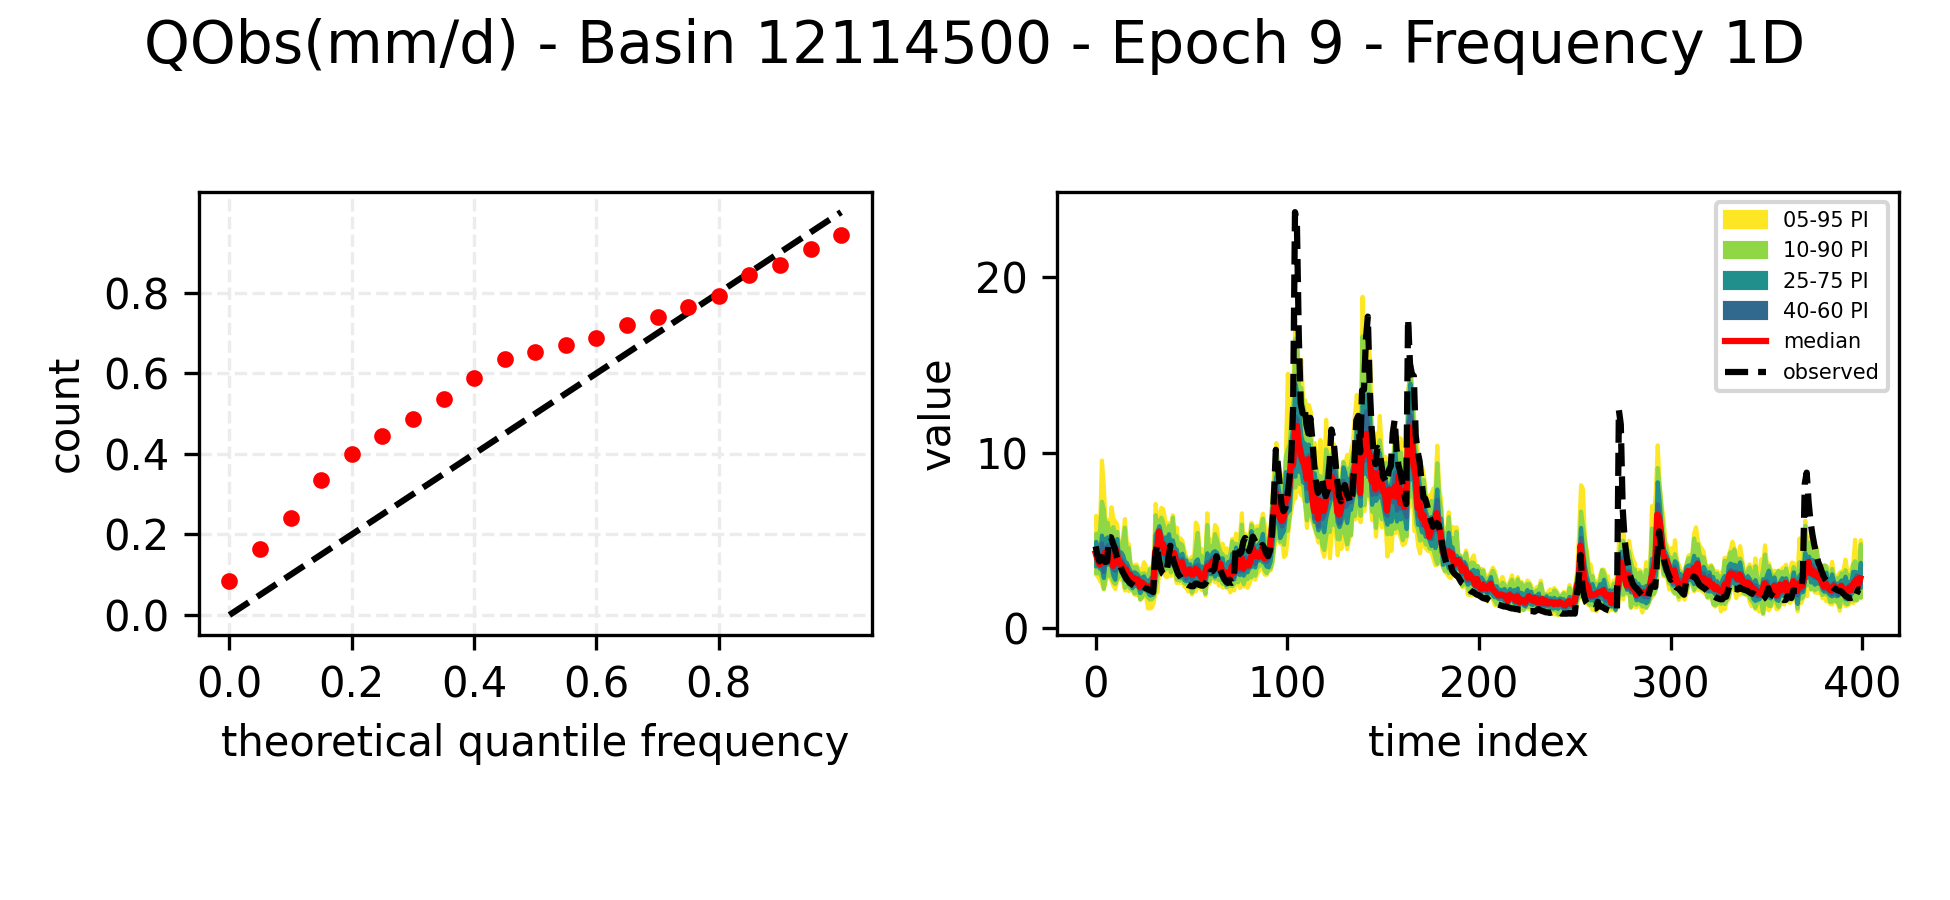 QObs(mm/d) - Basin 12114500 - Epoch 9 - Frequency 1D
count
0.8
0.6
0.4
0.2
0.0
0.0 0.2 0.4 0.6 0.8
theoretical quantile frequency
value
20
10
0
0 100 200 300 400
time index
05-95 PI
10-90 PI
25-75 PI
40-60 PI
median
observed